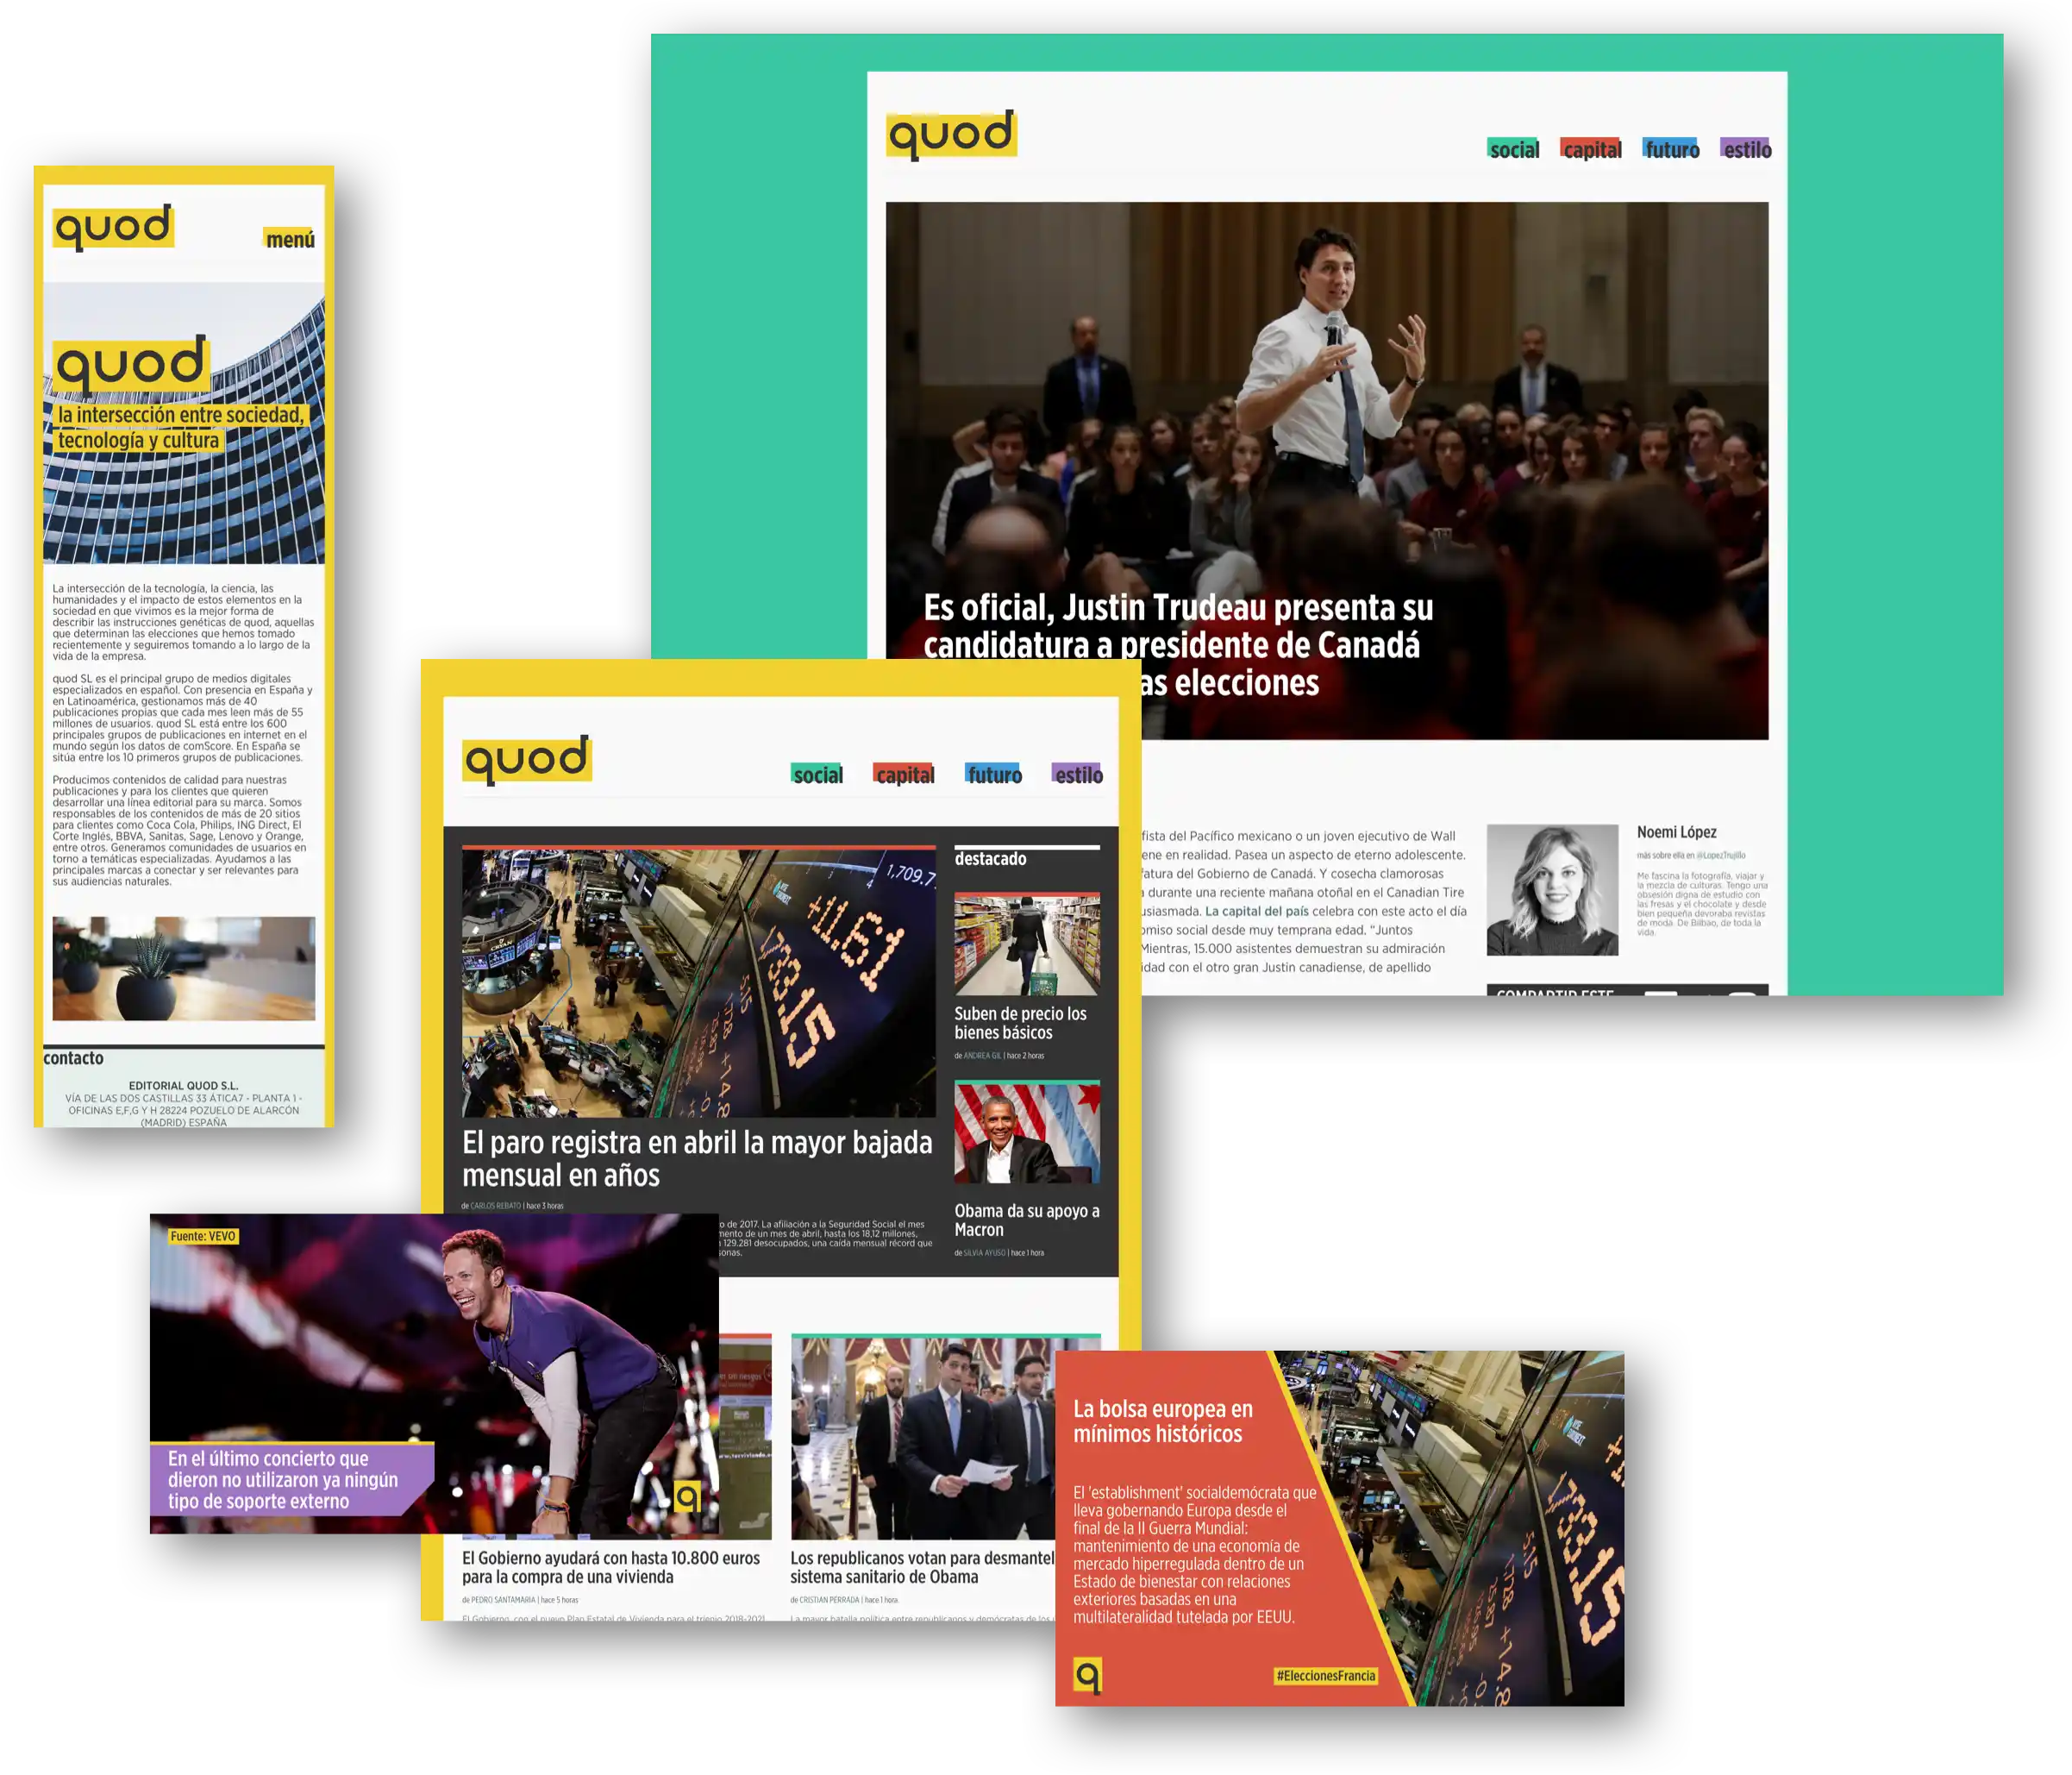 quod
menú
quod
la intersección entre sociedad,
tecnología y cultura
La intersección de la tecnología, la ciencia, las
humanidades y el impacto de estos elementos en la
sociedad en que vivimos es la mejor forma de
describir las instrucciones genéticas de quod, aquellas
que determinan las elecciones que hemos tomado
recientemente y seguiremos tomando a lo largo de la
vida de la empresa.
quod SL es el principal grupo de medios digitales
especializados en español. Con presencia en España y
en Latinoamérica, gestionamos más de 40
publicaciones propias que cada mes leen más de 55
millones de usuarios. quod SL está entre los 600
principales grupos de publicaciones en internet en el
mundo según los datos de comScore. En España se
sitúa entre los 10 primeros grupos de publicaciones.
Producimos contenidos de calidad para nuestras
publicaciones y para los clientes que quieren
desarrollar una línea editorial para su marca. Somos
responsables de los contenidos de más de 20 sitios
para clientes como Coca Cola, Philips, ING Direct, El
Corte Inglés, BBVA, Sanitas, Sage, Lenovo y Orange,
entre otros. Generamos comunidades de usuarios en
torno a temáticas especializadas. Ayudamos a las
principales marcas a conectar y ser relevantes para
sus audiencias naturales.
contacto
EDITORIAL QUOD S.L.
VÍA DE LAS DOS CASTILLAS 33 ÁTICA7 - PLANTA 1 -
OFICINAS E,F,G Y H 28224 POZUELO DE ALARCÓN
(MADRID) ESPAÑA
quod
social capital futuro estilo
Es oficial, Justin Trudeau presenta su
candidatura a presidente de Canadá
as elecciones
fista del Pacífico mexicano o un joven ejecutivo de Wall
ene en realidad. Pasea un aspecto de eterno adolescente.
atura del Gobierno de Canadá. Y cosecha clamorosas
durante una reciente mañana otoñal en el Canadian Tire
usiasmada. La capital del país celebra con este acto el día
omiso social desde muy temprana edad. "Juntos
Mientras, 15.000 asistentes demuestran su admiración
idad con el otro gran Justin canadiense, de apellido
Noemi López
más sobre ella en @LopezTrujillo
Me fascina la fotografía, viajar y
la mezcla de culturas. Tengo una
obsesión digna de estudio con
las fresas y el chocolate y desde
bien pequeña devoraba revistas
de moda. De Bilbao, de toda la
vida.
COMPARTIR ESTE
quod
social capital futuro estilo
1,709.7
+11.61
El paro registra en abril la mayor bajada
mensual en años
de CARLOS REBATO | hace 3 horas
o de 2017. La afiliación a la Seguridad Social el mes
mento de un mes de abril, hasta los 18,12 millones,
129.281 desocupados, una caída mensual récord que
sonas.
destacado
Suben de precio los
bienes básicos
de ANDREA GIL | hace 2 horas
Obama da su apoyo a
Macron
de SILVIA AYUSO | hace 1 hora
El Gobierno ayudará con hasta 10.800 euros
para la compra de una vivienda
de PEDRO SANTAMARIA | hace 5 horas
El Gobierno, con el nuevo Plan Estatal de Vivienda para el trienio 2018-2021
Los republicanos votan para desmantel
sistema sanitario de Obama
de CRISTIAN PERRADA | hace 1 hora
La mayor batalla política entre republicanos y demócratas de los
Fuente: VEVO
En el último concierto que
dieron no utilizaron ya ningún
tipo de soporte externo
q
La bolsa europea en
mínimos históricos
El 'establishment' socialdemócrata que
lleva gobernando Europa desde el
final de la II Guerra Mundial:
mantenimiento de una economía de
mercado hiperregulada dentro de un
Estado de bienestar con relaciones
exteriores basadas en una
multilateralidad tutelada por EEUU.
q
#EleccionesFrancia